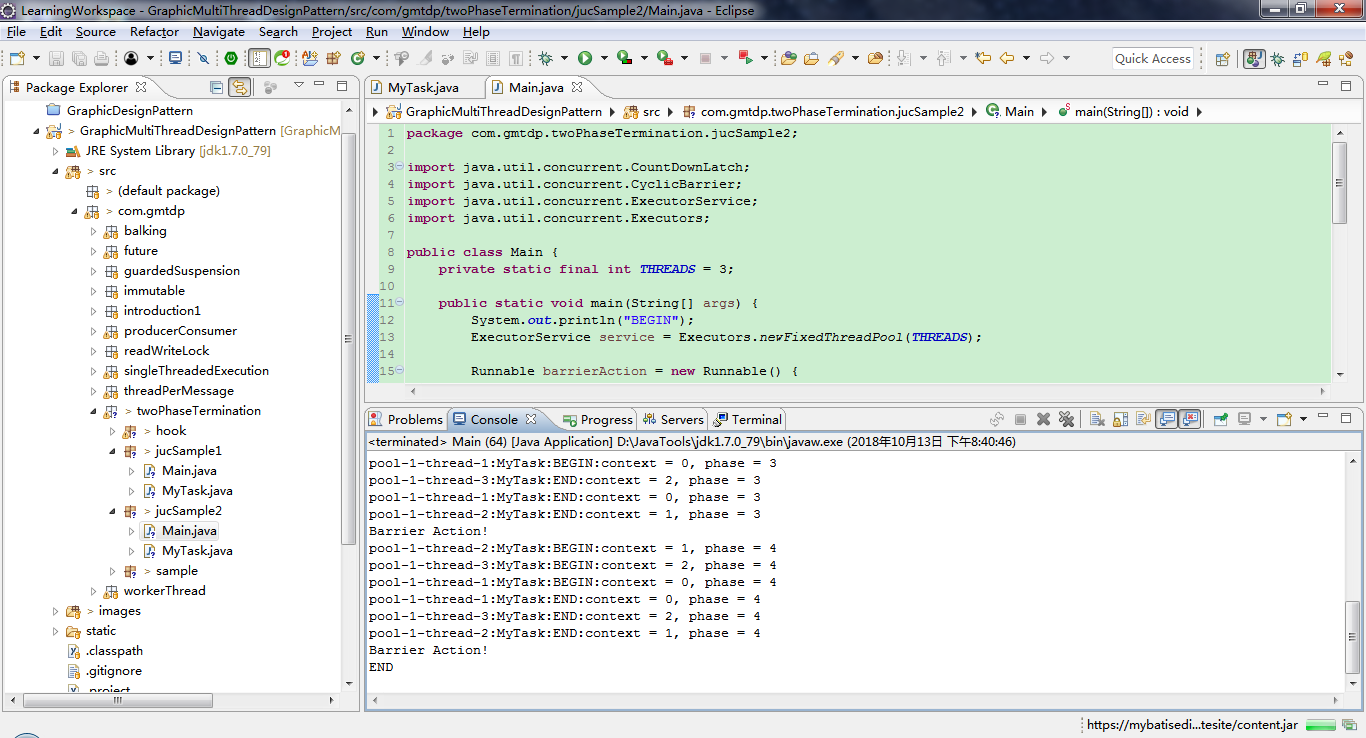 LearningWorkspace - GraphicMultiThreadDesignPattern/src/com/gmtdp/twoPhaseTermination/jucSample2/Main.java - Eclipse
File Edit Source Refactor Navigate Search Project Run Window Help
Quick Access
Package Explorer
GraphicDesignPattern
> GraphicMultiThreadDesignPattern [GraphicM
JRE System Library [jdk1.7.0_79]
> src
> (default package)
> com.gmtdp
balking
future
guardedSuspension
immutable
introduction1
producerConsumer
readWriteLock
singleThreadedExecution
threadPerMessage
> twoPhaseTermination
> hook
> jucSample1
> Main.java
> MyTask.java
> jucSample2
> Main.java
> MyTask.java
> sample
workerThread
> images
static
.classpath
.gitignore
.project
MyTask.java
Main.java
GraphicMultiThreadDesignPattern src com.gmtdp.twoPhaseTermination.jucSample2 Main main(String[]) : void
1 package com.gmtdp.twoPhaseTermination.jucSample2;
2
3 import java.util.concurrent.CountDownLatch;
4 import java.util.concurrent.CyclicBarrier;
5 import java.util.concurrent.ExecutorService;
6 import java.util.concurrent.Executors;
7
8 public class Main {
9 private static final int THREADS = 3;
10
11 public static void main(String[] args) {
12 System.out.println("BEGIN");
13 ExecutorService service = Executors.newFixedThreadPool(THREADS);
14
15 Runnable barrierAction = new Runnable() {
Problems Console Progress Servers Terminal
<terminated> Main (64) [Java Application] D:\JavaTools\jdk1.7.0_79\bin\javaw.exe (2018年10月13日 下午8:40:46)
pool-1-thread-1:MyTask:BEGIN:context = 0, phase = 3
pool-1-thread-3:MyTask:END:context = 2, phase = 3
pool-1-thread-1:MyTask:END:context = 0, phase = 3
pool-1-thread-2:MyTask:END:context = 1, phase = 3
Barrier Action!
pool-1-thread-2:MyTask:BEGIN:context = 1, phase = 4
pool-1-thread-3:MyTask:BEGIN:context = 2, phase = 4
pool-1-thread-1:MyTask:BEGIN:context = 0, phase = 4
pool-1-thread-1:MyTask:END:context = 0, phase = 4
pool-1-thread-3:MyTask:END:context = 2, phase = 4
pool-1-thread-2:MyTask:END:context = 1, phase = 4
Barrier Action!
END
https://mybatisedi...tesite/content.jar